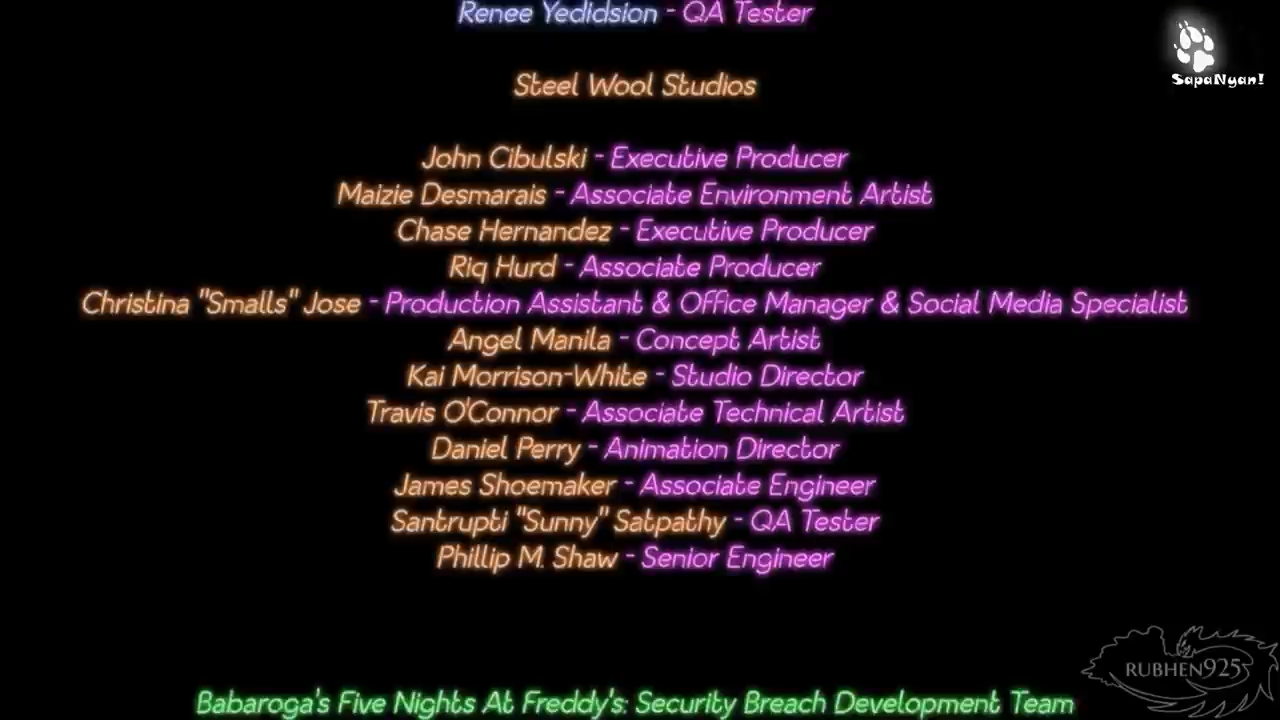 Renee Yedidsion - QA Tester
SapaNyan!
Steel Wool Studios
John Cibulski - Executive Producer
Maizie Desmarais - Associate Environment Artist
Chase Hernandez - Executive Producer
Riq Hurd - Associate Producer
Christina "Smalls" Jose - Production Assistant & Office Manager & Social Media Specialist
Angel Manila - Concept Artist
Kai Morrison-White - Studio Director
Travis O'Connor - Associate Technical Artist
Daniel Perry - Animation Director
James Shoemaker - Associate Engineer
Santrupti "Sunny" Satpathy - QA Tester
Phillip M. Shaw - Senior Engineer
RUBHEN925
Babaroga's Five Nights At Freddy's: Security Breach Development Team